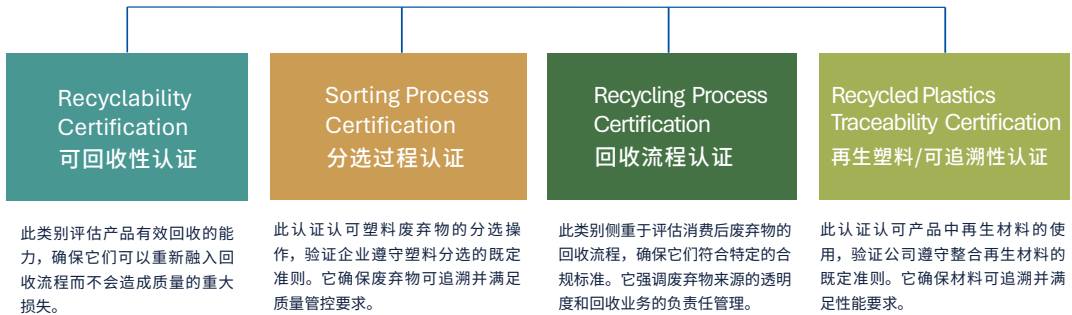 Recyclability
Certification
可回收性认证
此类别评估产品有效回收的能
力，确保它们可以重新融入回
收流程而不会造成质量的重大
损失。
Sorting Process
Certification
分选过程认证
此认证认可塑料废弃物的分选操
作，验证企业遵守塑料分选的既定
准则。它确保废弃物可追溯并满足
质量管控要求。
Recycling Process
Certification
回收流程认证
此类别侧重于评估消费后废弃物的
回收流程，确保它们符合特定的合
规标准。它强调废弃物来源的透明
度和回收业务的负责任管理。
Recycled Plastics
Traceability Certification
再生塑料/可追溯性认证
此认证认可产品中再生材料的使
用，验证公司遵守整合再生材料的
既定准则。它确保材料可追溯并满
足性能要求。